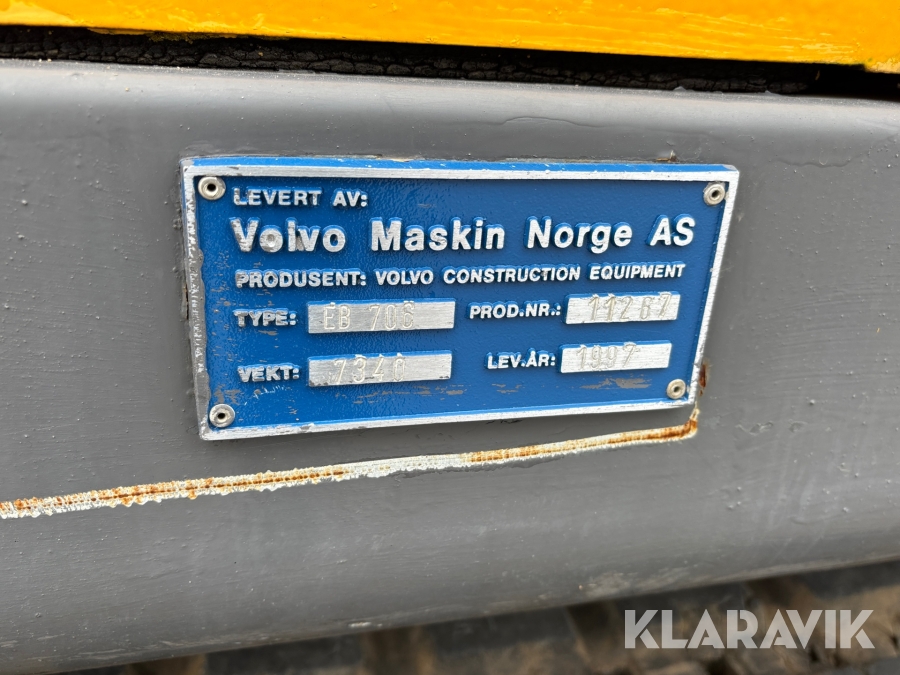 LEVERT AV:
Volvo Maskin Norge AS
PRODUSENT: VOLVO CONSTRUCTION EQUIPMENT
TYPE: EB 706 PROD.NR.: 11267
VEKT: 7340 LEV.ÅR: 1997
KLARAVIK